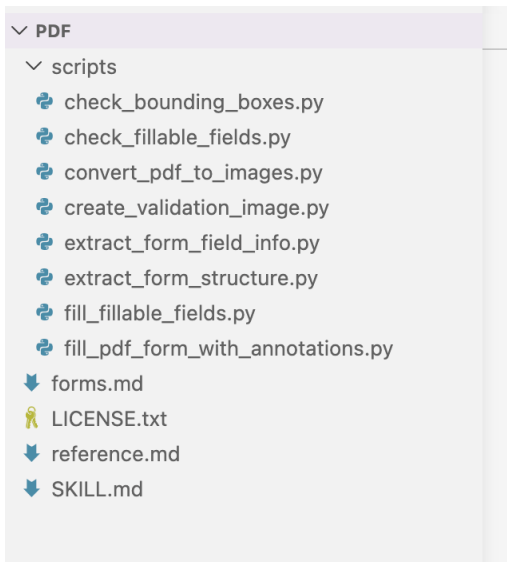 PDF
scripts
check_bounding_boxes.py
check_fillable_fields.py
convert_pdf_to_images.py
create_validation_image.py
extract_form_field_info.py
extract_form_structure.py
fill_fillable_fields.py
fill_pdf_form_with_annotations.py
forms.md
LICENSE.txt
reference.md
SKILL.md